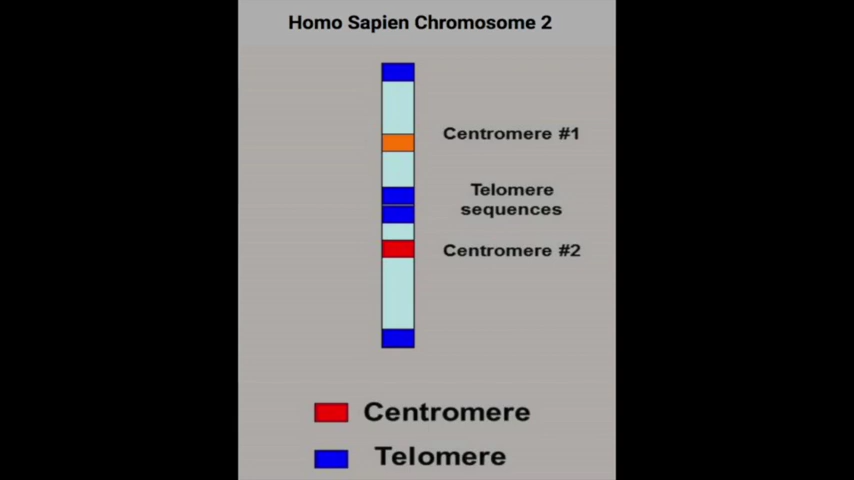 Homo Sapien Chromosome 2
Centromere #1
Telomere
sequences
Centromere #2
Centromere
Telomere